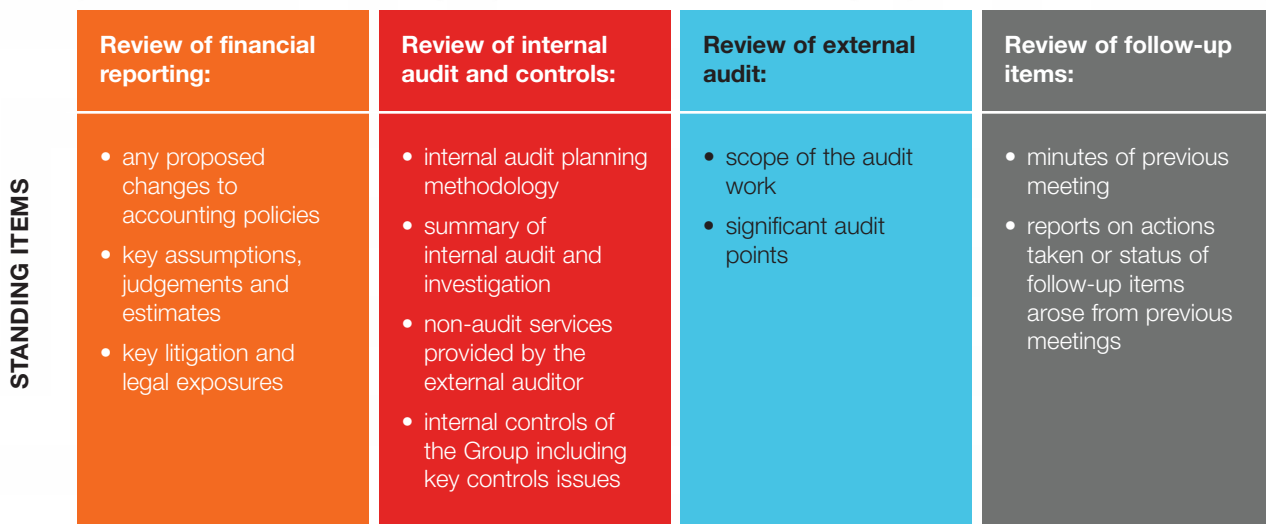 STANDING ITEMS
Review of financial
reporting:
• any proposed
changes to
accounting policies
• key assumptions,
judgements and
estimates
• key litigation and
legal exposures
Review of internal
audit and controls:
• internal audit planning
methodology
• summary of
internal audit and
investigation
• non-audit services
provided by the
external auditor
• internal controls of
the Group including
key controls issues
Review of external
audit:
• scope of the audit
work
• significant audit
points
Review of follow-up
items:
• minutes of previous
meeting
• reports on actions
taken or status of
follow-up items
arose from previous
meetings